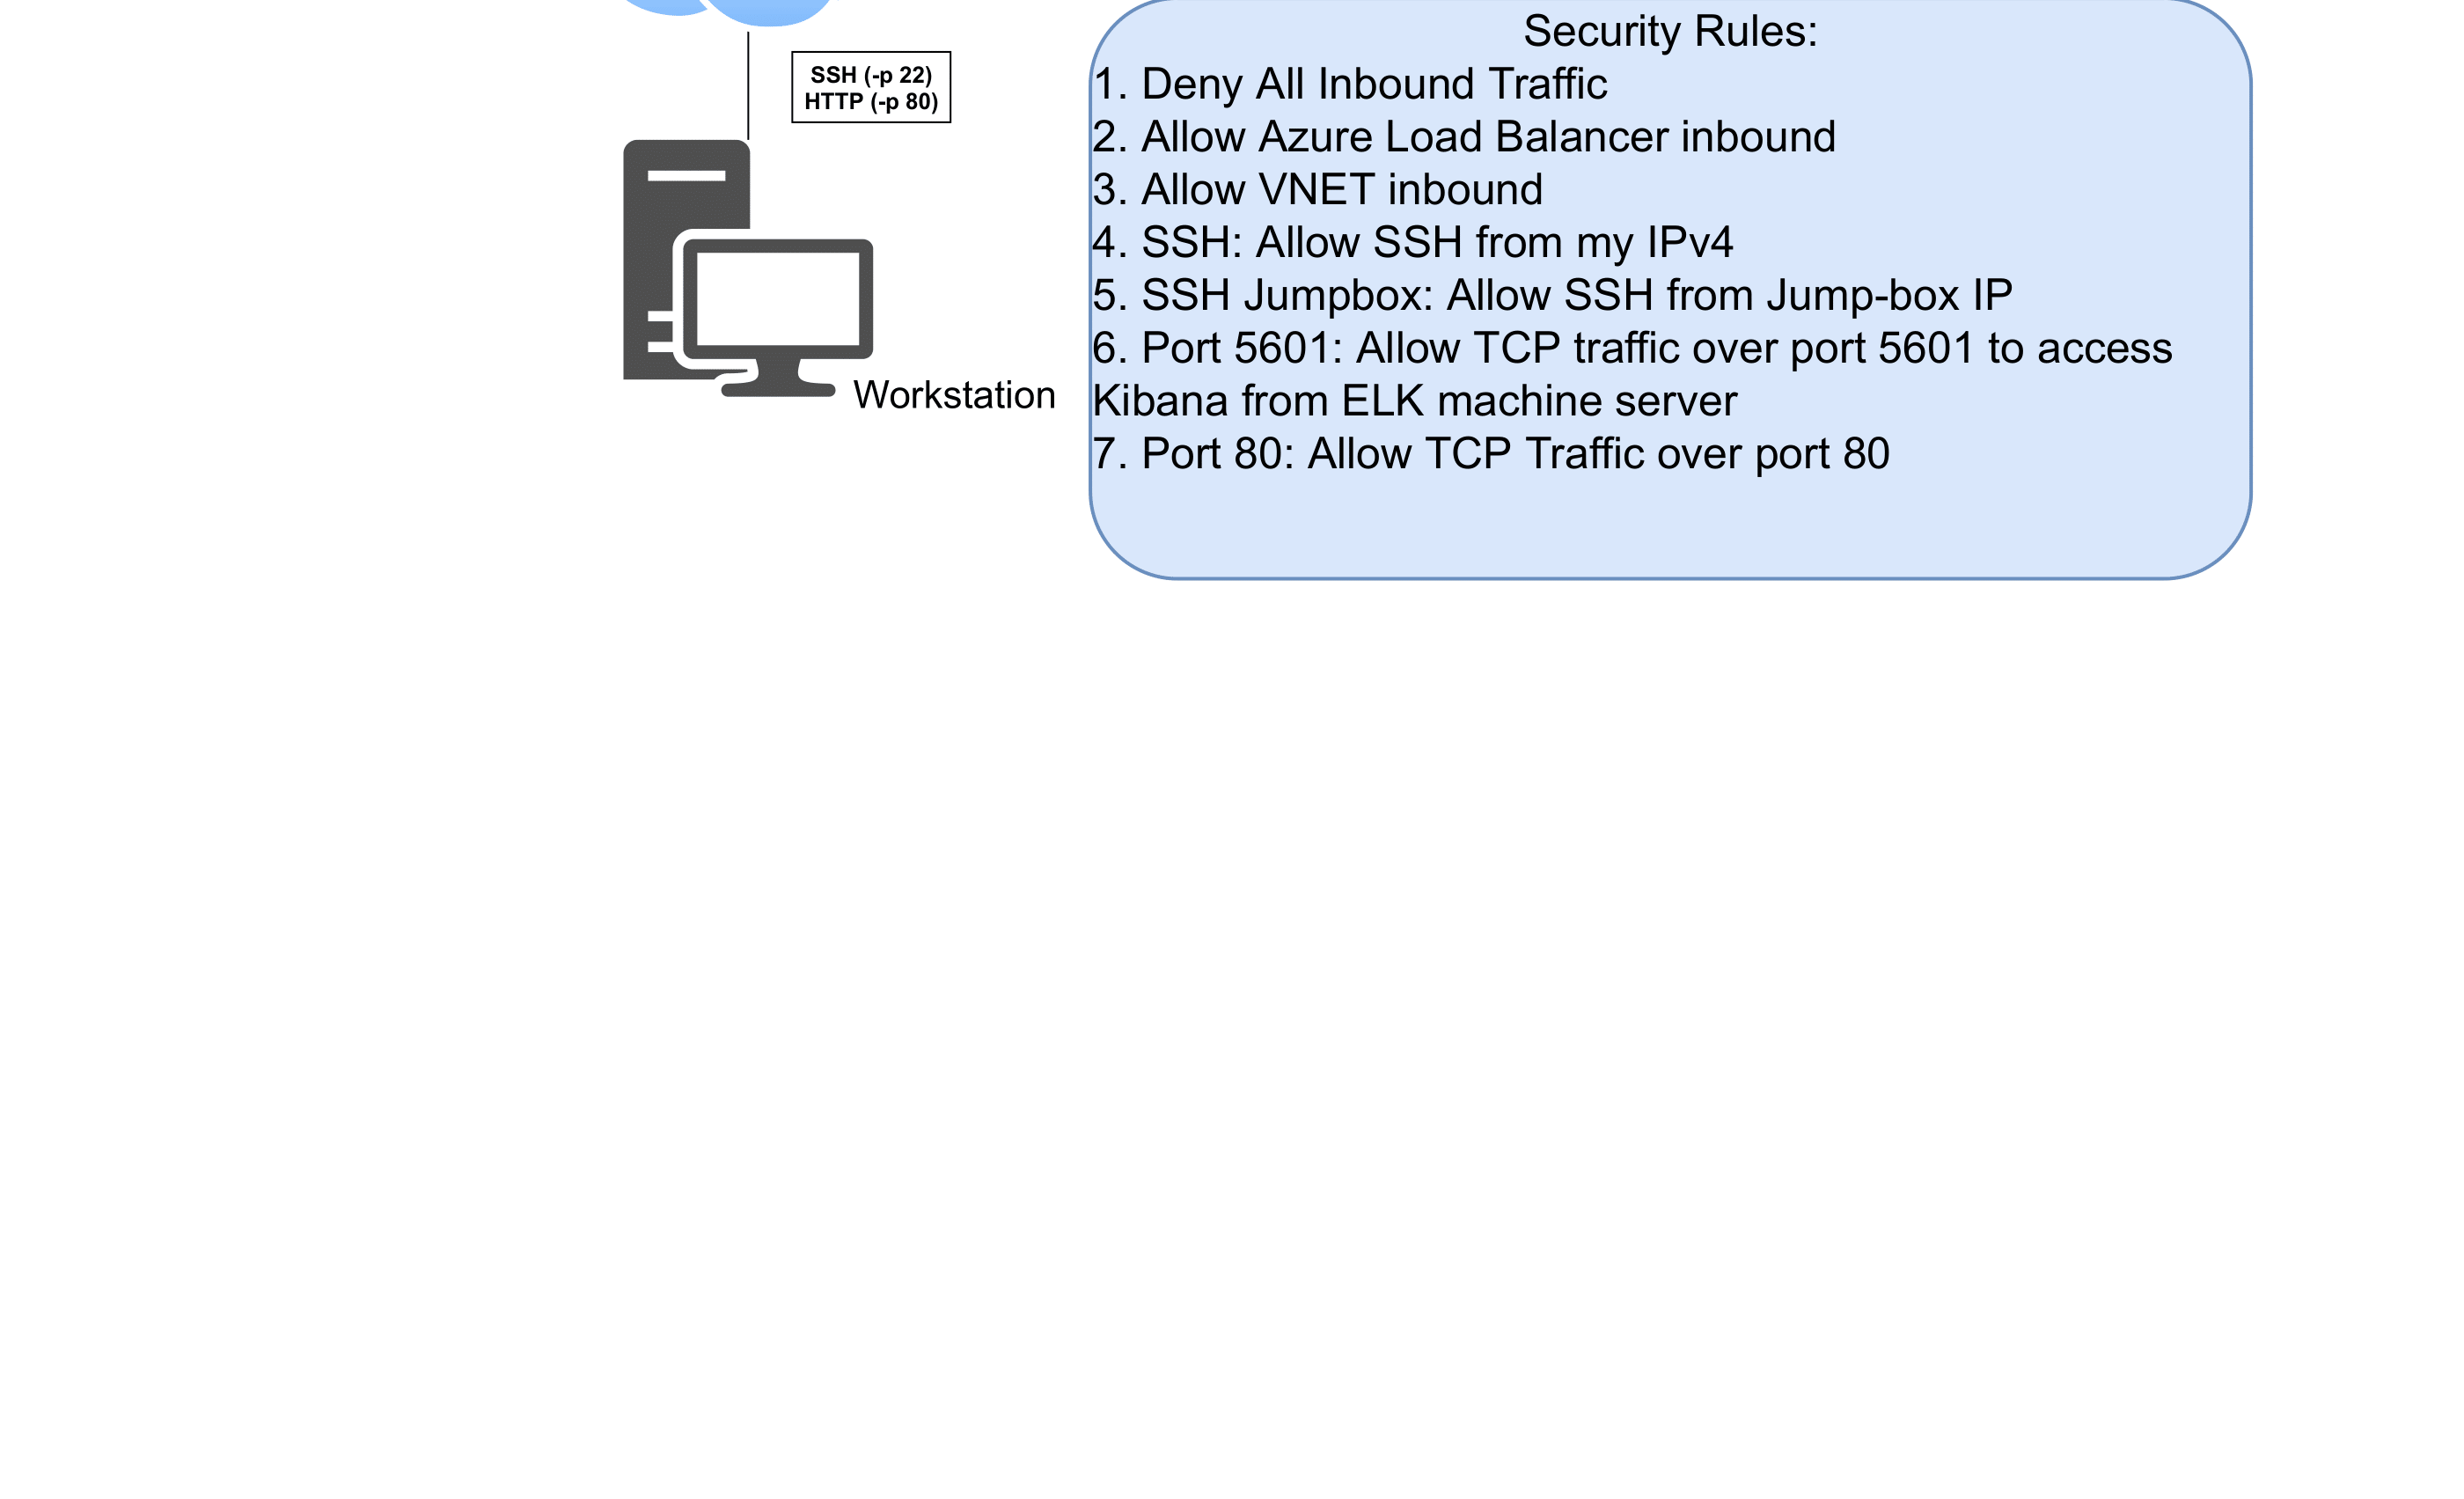 SSH (-p 22)
HTTP (-p 80)
Workstation
Security Rules:
1. Deny All Inbound Traffic
2. Allow Azure Load Balancer inbound
3. Allow VNET inbound
4. SSH: Allow SSH from my IPv4
5. SSH Jumpbox: Allow SSH from Jump-box IP
6. Port 5601: Allow TCP traffic over port 5601 to access
Kibana from ELK machine server
7. Port 80: Allow TCP Traffic over port 80